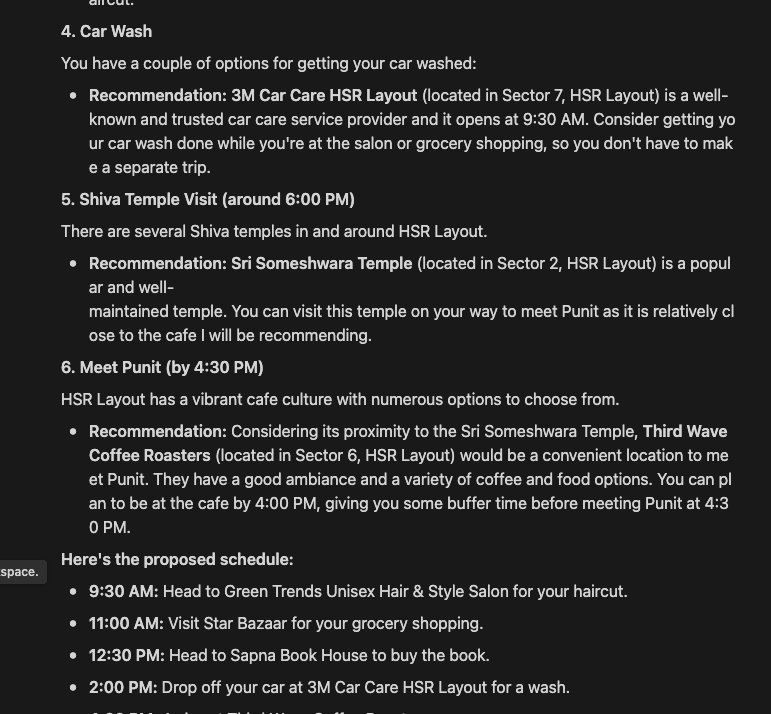 4. Car Wash
You have a couple of options for getting your car washed:
• Recommendation: 3M Car Care HSR Layout (located in Sector 7, HSR Layout) is a well-
known and trusted car care service provider and it opens at 9:30 AM. Consider getting yo
ur car wash done while you're at the salon or grocery shopping, so you don't have to mak
e a separate trip.
5. Shiva Temple Visit (around 6:00 PM)
There are several Shiva temples in and around HSR Layout.
• Recommendation: Sri Someshwara Temple (located in Sector 2, HSR Layout) is a popul
ar and well-
maintained temple. You can visit this temple on your way to meet Punit as it is relatively cl
ose to the cafe I will be recommending.
6. Meet Punit (by 4:30 PM)
HSR Layout has a vibrant cafe culture with numerous options to choose from.
• Recommendation: Considering its proximity to the Sri Someshwara Temple, Third Wave
Coffee Roasters (located in Sector 6, HSR Layout) would be a convenient location to me
et Punit. They have a good ambiance and a variety of coffee and food options. You can pl
an to be at the cafe by 4:00 PM, giving you some buffer time before meeting Punit at 4:3
0 PM.
Here's the proposed schedule:
space.
• 9:30 AM: Head to Green Trends Unisex Hair & Style Salon for your haircut.
• 11:00 AM: Visit Star Bazaar for your grocery shopping.
• 12:30 PM: Head to Sapna Book House to buy the book.
• 2:00 PM: Drop off your car at 3M Car Care HSR Layout for a wash.